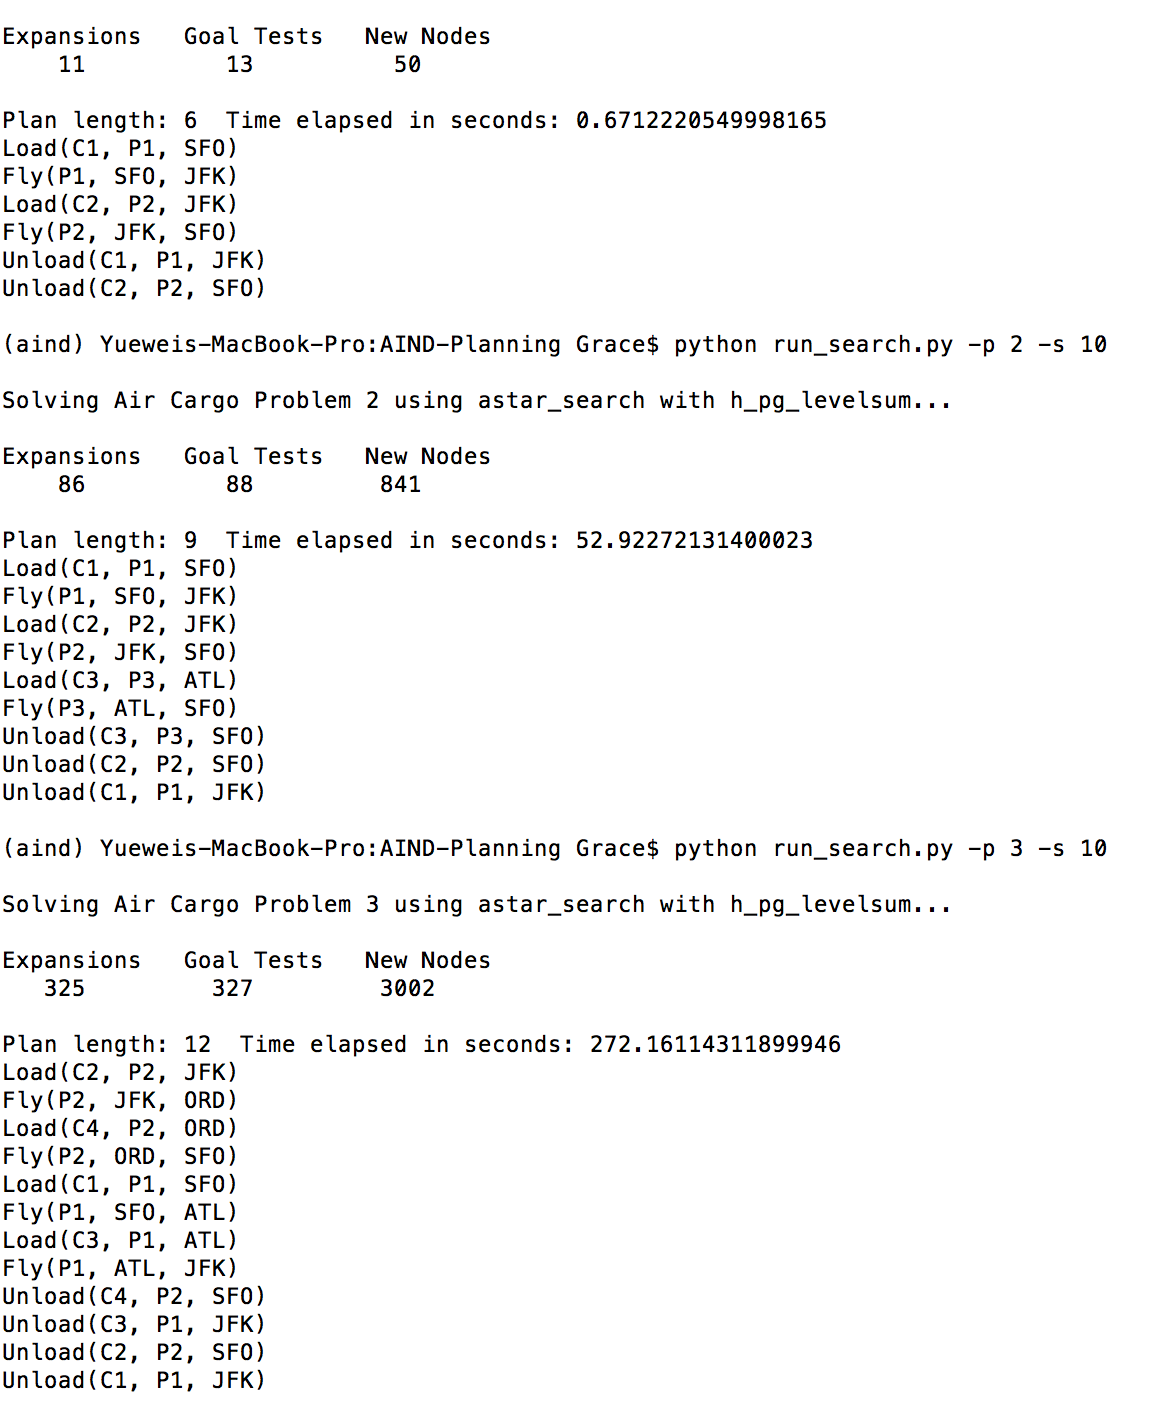 Expansions   Goal Tests   New Nodes
    11          13          50

Plan length: 6  Time elapsed in seconds: 0.6712220549998165
Load(C1, P1, SFO)
Fly(P1, SFO, JFK)
Load(C2, P2, JFK)
Fly(P2, JFK, SFO)
Unload(C1, P1, JFK)
Unload(C2, P2, SFO)

(aind) Yueweis-MacBook-Pro:AIND-Planning Grace$ python run_search.py -p 2 -s 10

Solving Air Cargo Problem 2 using astar_search with h_pg_levelsum...

Expansions   Goal Tests   New Nodes
    86          88         841

Plan length: 9  Time elapsed in seconds: 52.92272131400023
Load(C1, P1, SFO)
Fly(P1, SFO, JFK)
Load(C2, P2, JFK)
Fly(P2, JFK, SFO)
Load(C3, P3, ATL)
Fly(P3, ATL, SFO)
Unload(C3, P3, SFO)
Unload(C2, P2, SFO)
Unload(C1, P1, JFK)

(aind) Yueweis-MacBook-Pro:AIND-Planning Grace$ python run_search.py -p 3 -s 10

Solving Air Cargo Problem 3 using astar_search with h_pg_levelsum...

Expansions   Goal Tests   New Nodes
   325         327         3002

Plan length: 12  Time elapsed in seconds: 272.16114311899946
Load(C2, P2, JFK)
Fly(P2, JFK, ORD)
Load(C4, P2, ORD)
Fly(P2, ORD, SFO)
Load(C1, P1, SFO)
Fly(P1, SFO, ATL)
Load(C3, P1, ATL)
Fly(P1, ATL, JFK)
Unload(C4, P2, SFO)
Unload(C3, P1, JFK)
Unload(C2, P2, SFO)
Unload(C1, P1, JFK)